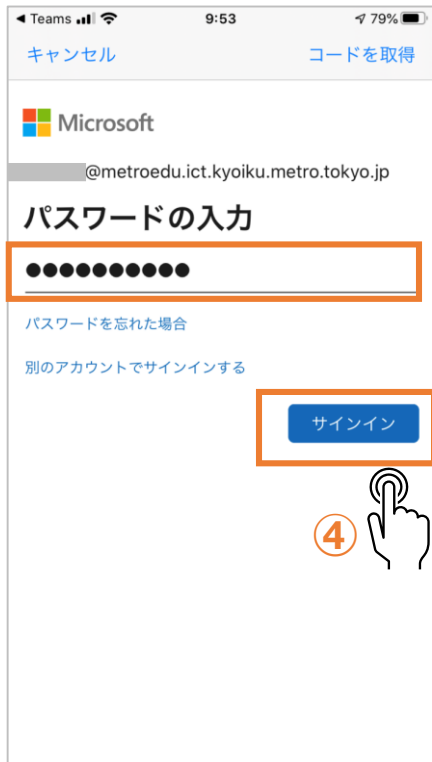 ◀ Teams 9:53 79%
キャンセル コードを取得
Microsoft
@metroedu.ict.kyoiku.metro.tokyo.jp
パスワードの入力
●●●●●●●●●●
パスワードを忘れた場合
別のアカウントでサインインする
サインイン
④